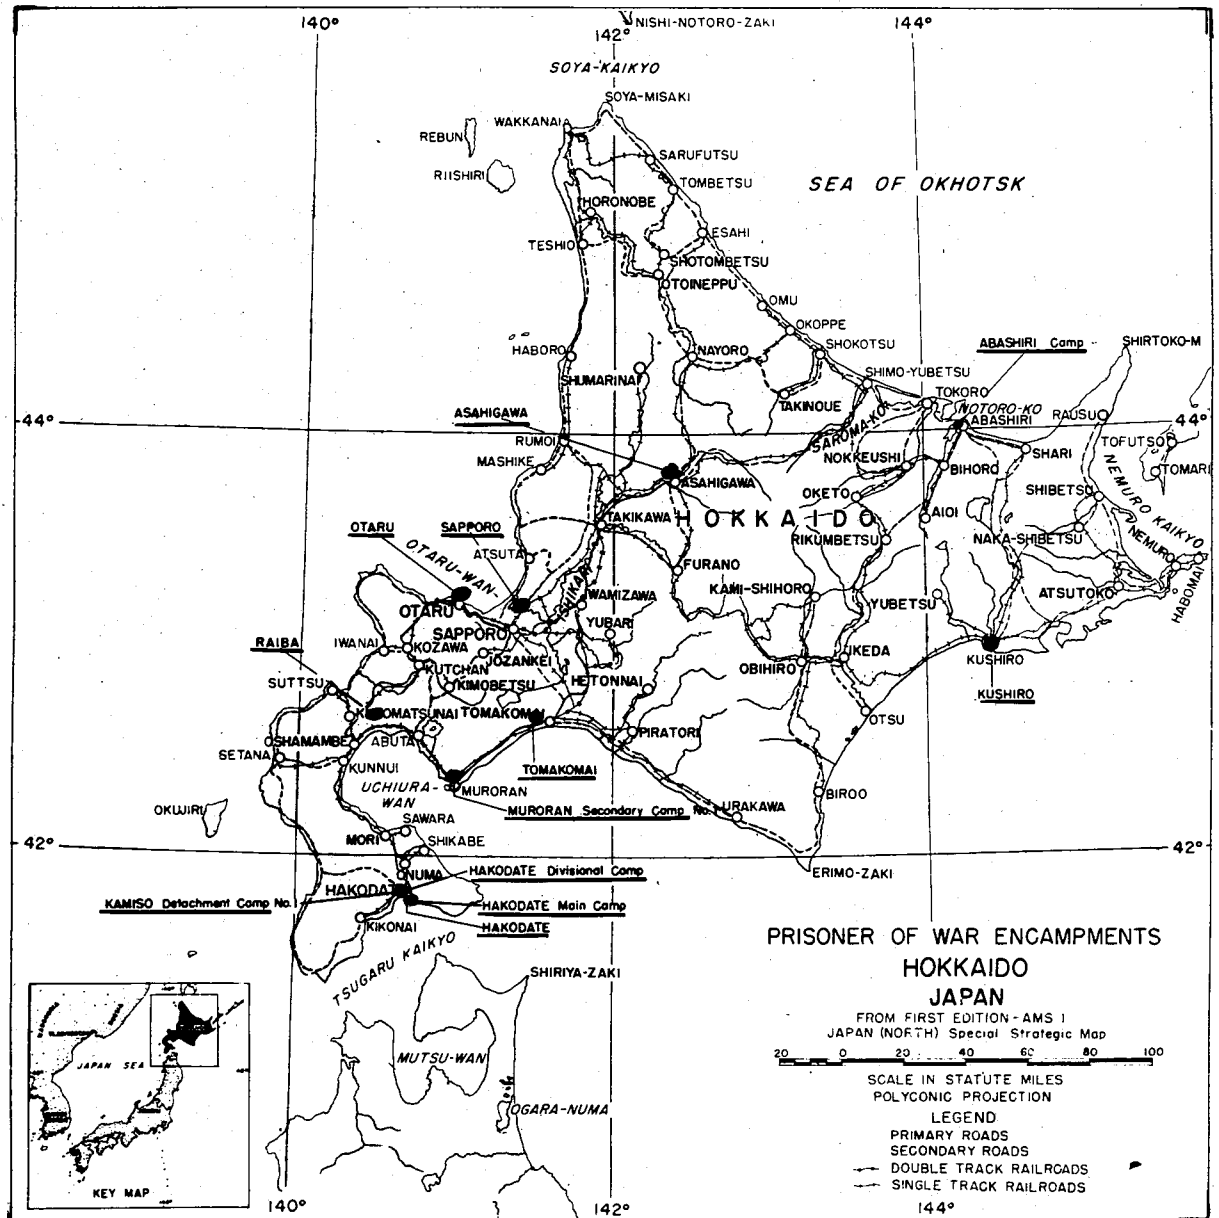 140°
142°
144°
NISHI-NOTORO-ZAKI
SOYA-KAIKYO
SOYA-MISAKI
WAKKANAI
REBUN
RIISHIRI
SARUFUTSU
TOMBETSU
SEA OF OKHOTSK
HORONOBE
TESHIO
ESAHI
SHOTOMBETSU
TOINEPPU
OMU
OKOPPE
SHOKOTSU
ABASHIRI Camp
SHIRTOKO-M
HABORO
NAYORO
SHUMARINAI
SHIMO-YUBETSU
TAKINOUE
TOKORO
NOTORO-KO
ABASHIRI
RAUSU
44°
44°
ASAHIGAWA
RUMOI
SAROMA-KO
SHARI
TOFUTSO
MASHIKE
NOKKEUSHI
BIHORO
TOMARI
ASAHIGAWA
OKETO
SHIBETSU
NEMURO KAIKYO
OTARU
SAPPORO
TAKIKAWA
HOKKAIDO
AIOI
ATSUTA
OTARU-WAN
RIKUMBETSU
NAKA-SHIBETSU
NEMURO
FURANO
HABOMAI
ISHIKARI
WAMIZAWA
KAMI-SHIHORO
YUBETSU
ATSUTOKO
OTARU
RAIBA
IWANAI
SAPPORO
YUBARI
KOZAWA
JOZANKEI
KUTCHAN
OBIHIRO
IKEDA
KUSHIRO
SUTTSU
KIMOBETSU
HETONNAI
KUSHIRO
TOMAKOMAI
OTSU
SHAMAMBE
ABUTA
PIRATORI
SETANA
KUNNUI
TOMAKOMAI
UCHIURA-
WAN
MURORAN
BIROO
OKUJIRI
MURORAN Secondary Camp No.1
URAKAWA
SAWARA
MORI
SHIKABE
42°
42°
NUMA
HAKODATE Divisional Camp
ERIMO-ZAKI
HAKODATE
KAMISO Detachment Camp No.
HAKODATE Main Camp
KIKONAI
HAKODATE
TSUGARU KAIKYO
SHIRIYA-ZAKI
PRISONER OF WAR ENCAMPMENTS
HOKKAIDO
JAPAN
FROM FIRST EDITION-AMS 1
JAPAN (NORTH) Special Strategic Map
20 0 20 40 60 80 100
SCALE IN STATUTE MILES
POLYCONIC PROJECTION
LEGEND
PRIMARY ROADS
SECONDARY ROADS
DOUBLE TRACK RAILROADS
SINGLE TRACK RAILROADS
MUTSU-WAN
OGARA-NUMA
JAPAN SEA
KEY MAP
140°
142°
144°